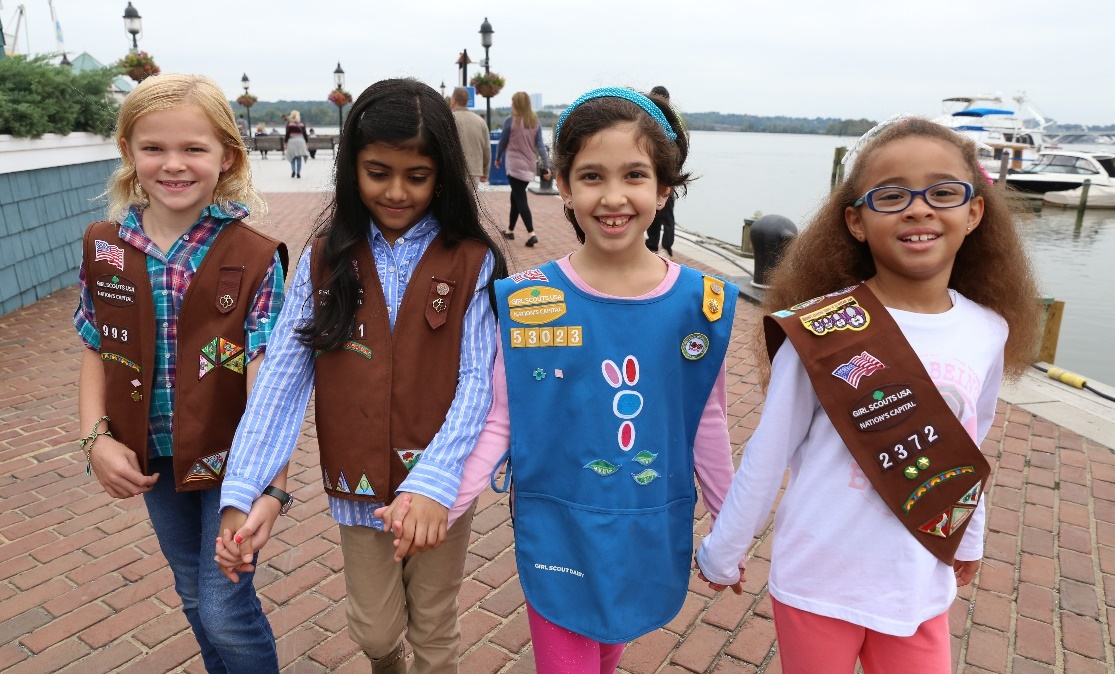 GIRL SCOUTS USA
NATION'S CAPITAL
993
1
GIRL SCOUTS USA
NATION'S CAPITAL
53023
GIRL SCOUT DAISY
GIRL SCOUTS USA
NATION'S CAPITAL
2372